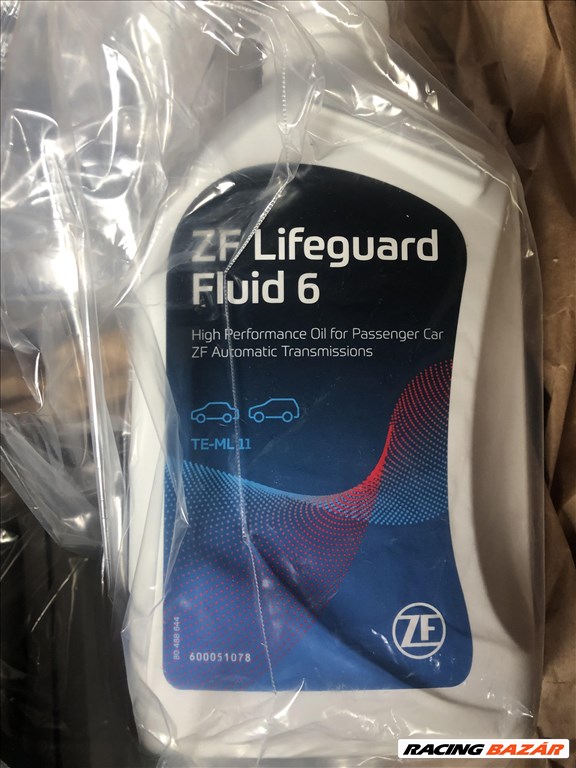 ZF Lifeguard
Fluid 6
High Performance Oil for Passenger Car
ZF Automatic Transmissions
TE-ML 11
ZF
600051078
RACING BAZÁR